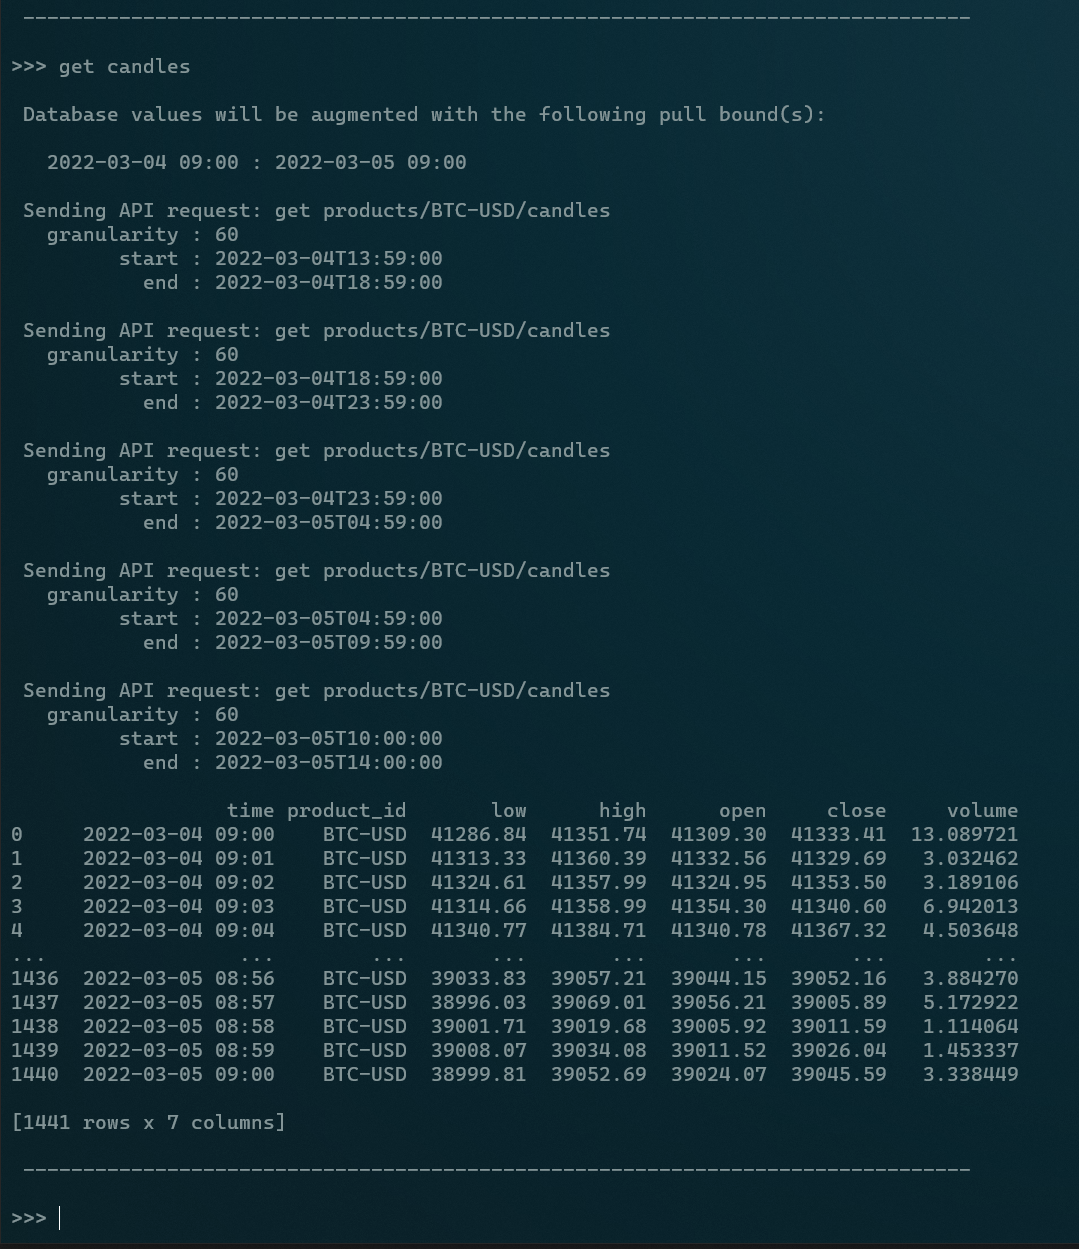 --------------------------------------------------------------------------------
>>> get candles
Database values will be augmented with the following pull bound(s):
2022-03-04 09:00 : 2022-03-05 09:00
Sending API request: get products/BTC-USD/candles
granularity : 60
start : 2022-03-04T13:59:00
end : 2022-03-04T18:59:00
Sending API request: get products/BTC-USD/candles
granularity : 60
start : 2022-03-04T18:59:00
end : 2022-03-04T23:59:00
Sending API request: get products/BTC-USD/candles
granularity : 60
start : 2022-03-04T23:59:00
end : 2022-03-05T04:59:00
Sending API request: get products/BTC-USD/candles
granularity : 60
start : 2022-03-05T04:59:00
end : 2022-03-05T09:59:00
Sending API request: get products/BTC-USD/candles
granularity : 60
start : 2022-03-05T10:00:00
end : 2022-03-05T14:00:00
time product_id low high open close volume
0 2022-03-04 09:00 BTC-USD 41286.84 41351.74 41309.30 41333.41 13.089721
1 2022-03-04 09:01 BTC-USD 41313.33 41360.39 41332.56 41329.69 3.032462
2 2022-03-04 09:02 BTC-USD 41324.61 41357.99 41324.95 41353.50 3.189106
3 2022-03-04 09:03 BTC-USD 41314.66 41358.99 41354.30 41340.60 6.942013
4 2022-03-04 09:04 BTC-USD 41340.77 41384.71 41340.78 41367.32 4.503648
... ... ... ... ... ... ... ...
1436 2022-03-05 08:56 BTC-USD 39033.83 39057.21 39044.15 39052.16 3.884270
1437 2022-03-05 08:57 BTC-USD 38996.03 39069.01 39056.21 39005.89 5.172922
1438 2022-03-05 08:58 BTC-USD 39001.71 39019.68 39005.92 39011.59 1.114064
1439 2022-03-05 08:59 BTC-USD 39008.07 39034.08 39011.52 39026.04 1.453337
1440 2022-03-05 09:00 BTC-USD 38999.81 39052.69 39024.07 39045.59 3.338449
[1441 rows x 7 columns]
--------------------------------------------------------------------------------
>>>